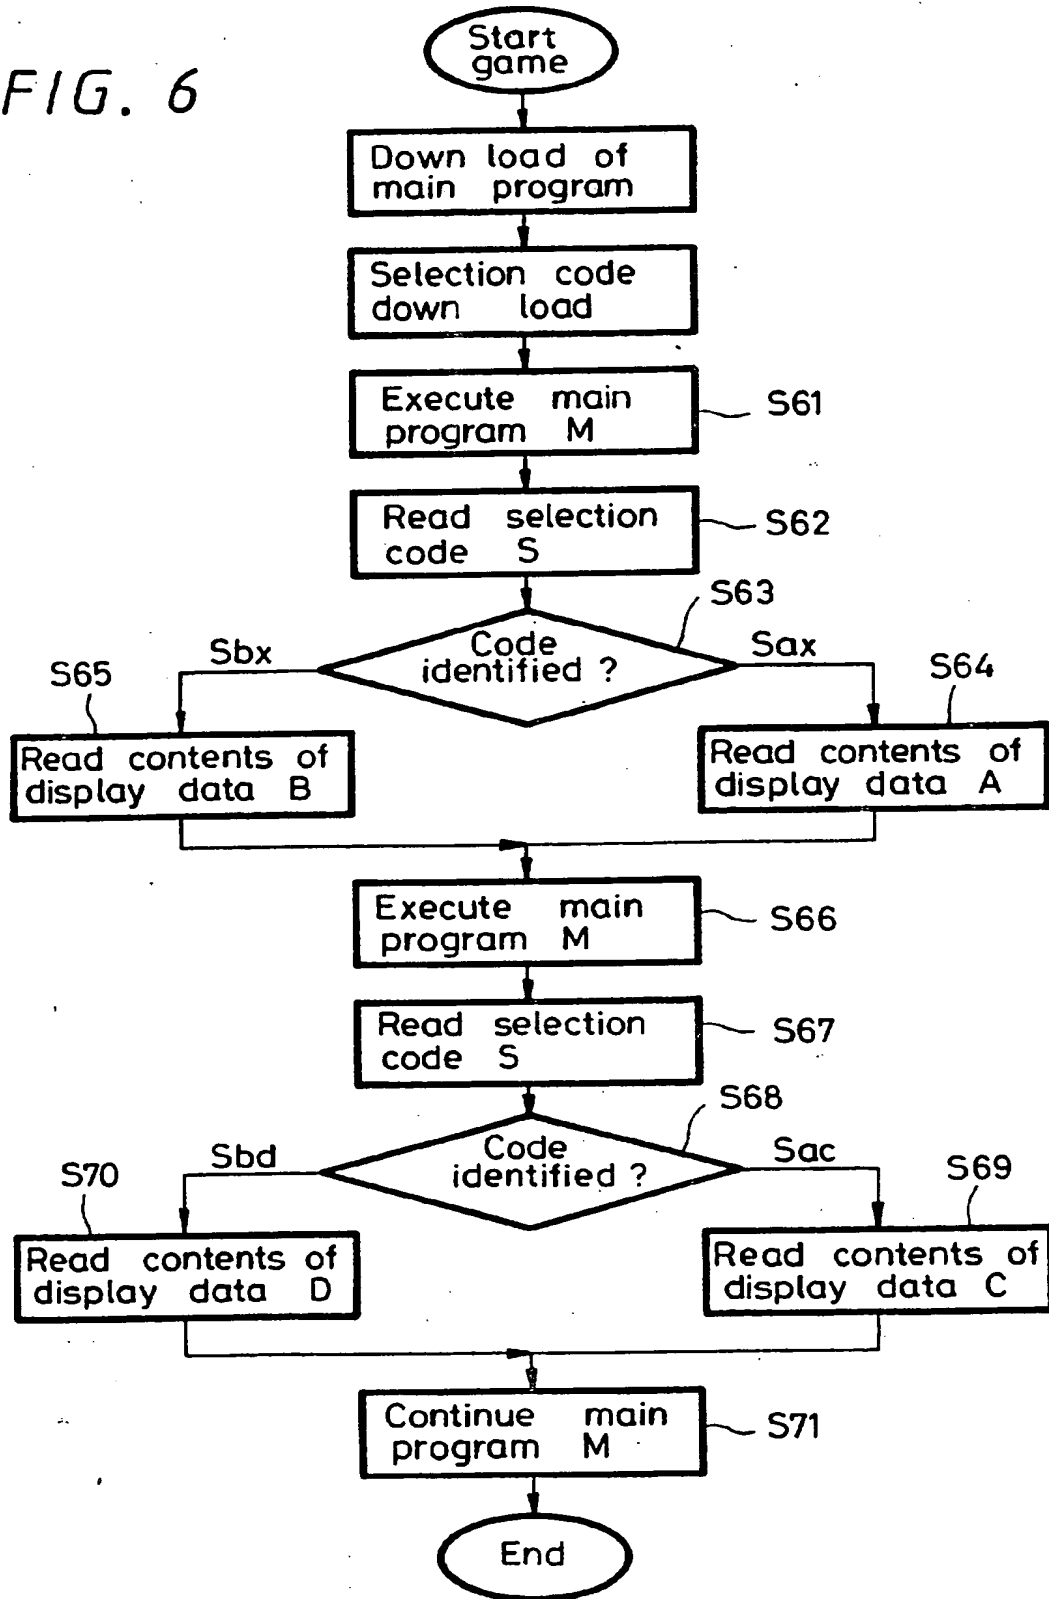 FIG. 6
Start
game
Down load of
main program
Selection code
down load
Execute main
program M
S61
Read selection
code S
S62
S63
Code
identified ?
Sbx
Sax
S65
S64
Read contents of
display data B
Read contents of
display data A
Execute main
program M
S66
Read selection
code S
S67
S68
Code
identified ?
Sbd
Sac
S70
S69
Read contents of
display data D
Read contents of
display data C
Continue main
program M
S71
End